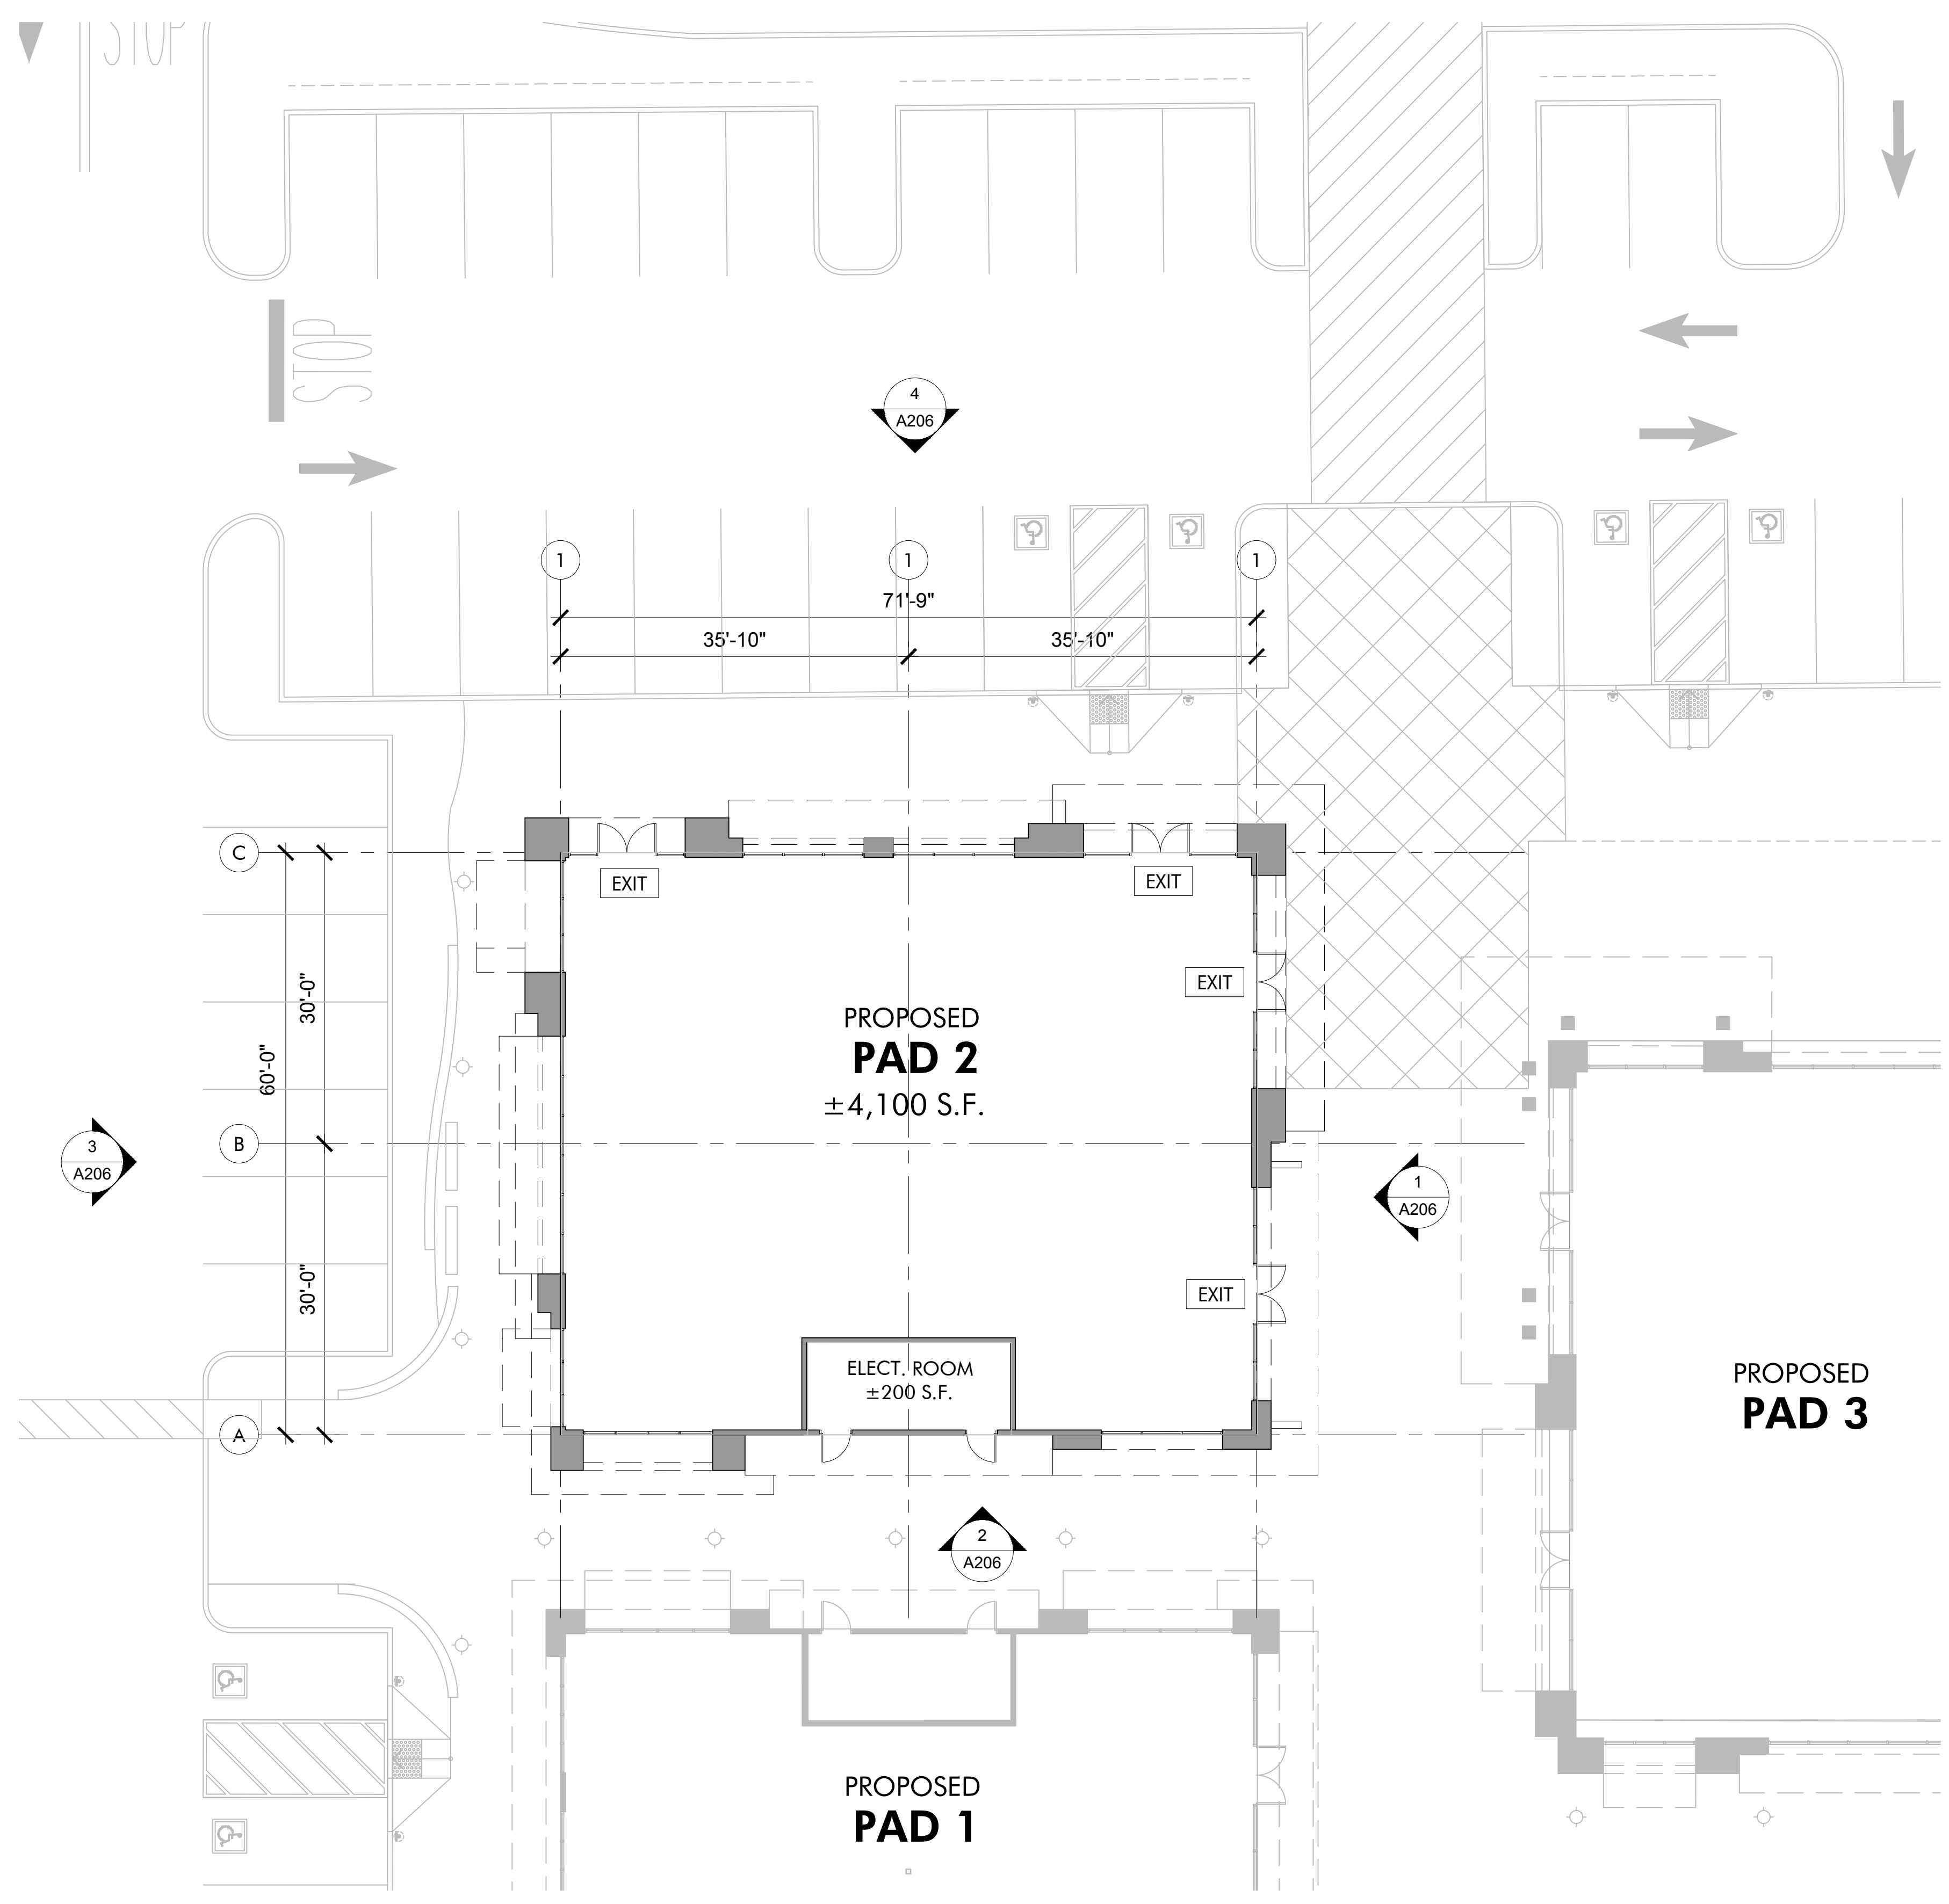 STOP
STOP
4
A206
1
1
1
71'-9"
35'-10"
35'-10"
C
EXIT
EXIT
30'-0"
EXIT
PROPOSED
PAD 2
±4,100 S.F.
60'-0"
B
3
A206
1
A206
30'-0"
EXIT
ELECT. ROOM
±200 S.F.
PROPOSED
PAD 3
A
2
A206
PROPOSED
PAD 1